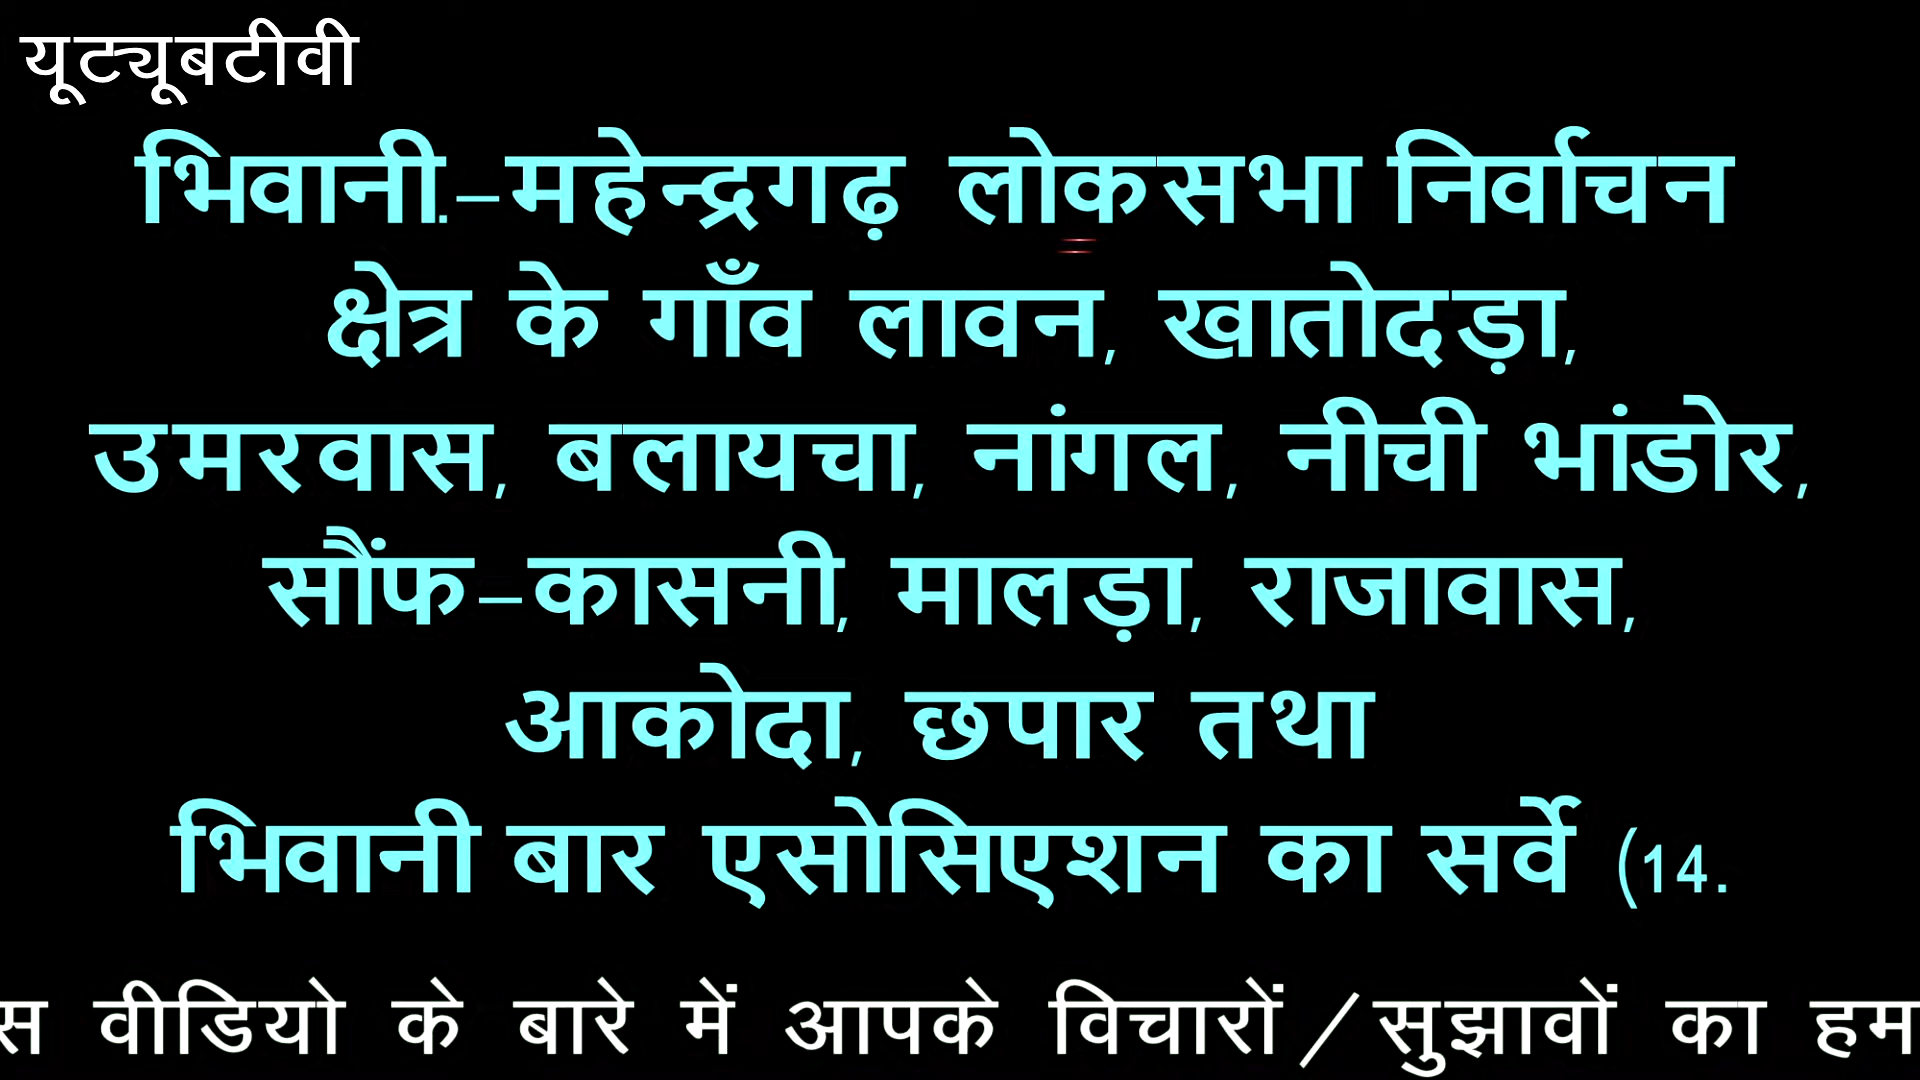 यूट्यूबटीवी
भिवानी.–महेन्द्रगढ़ लोकसभा निर्वाचन
क्षेत्र के गाँव लावन, खातोदड़ा,
उमरवास, बलायचा, नांगल, नीची भांडोर,
सौंफ–कासनी, मालड़ा, राजावास,
आकोदा, छपार तथा
भिवानी बार एसोसिएशन का सर्वे (14.
स वीडियो के बारे में आपके विचारों/सुझावों का हम